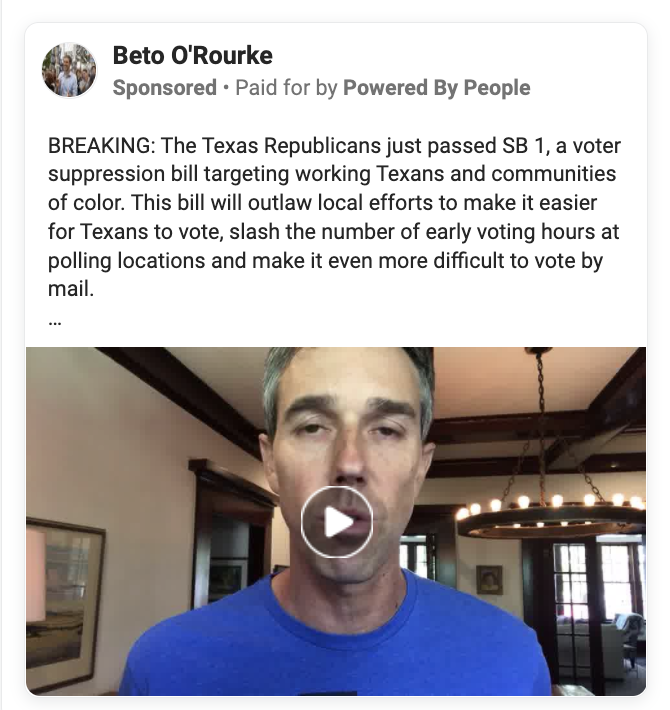 Beto O'Rourke
Sponsored • Paid for by Powered By People
BREAKING: The Texas Republicans just passed SB 1, a voter
suppression bill targeting working Texans and communities
of color. This bill will outlaw local efforts to make it easier
for Texans to vote, slash the number of early voting hours at
polling locations and make it even more difficult to vote by
mail.
...